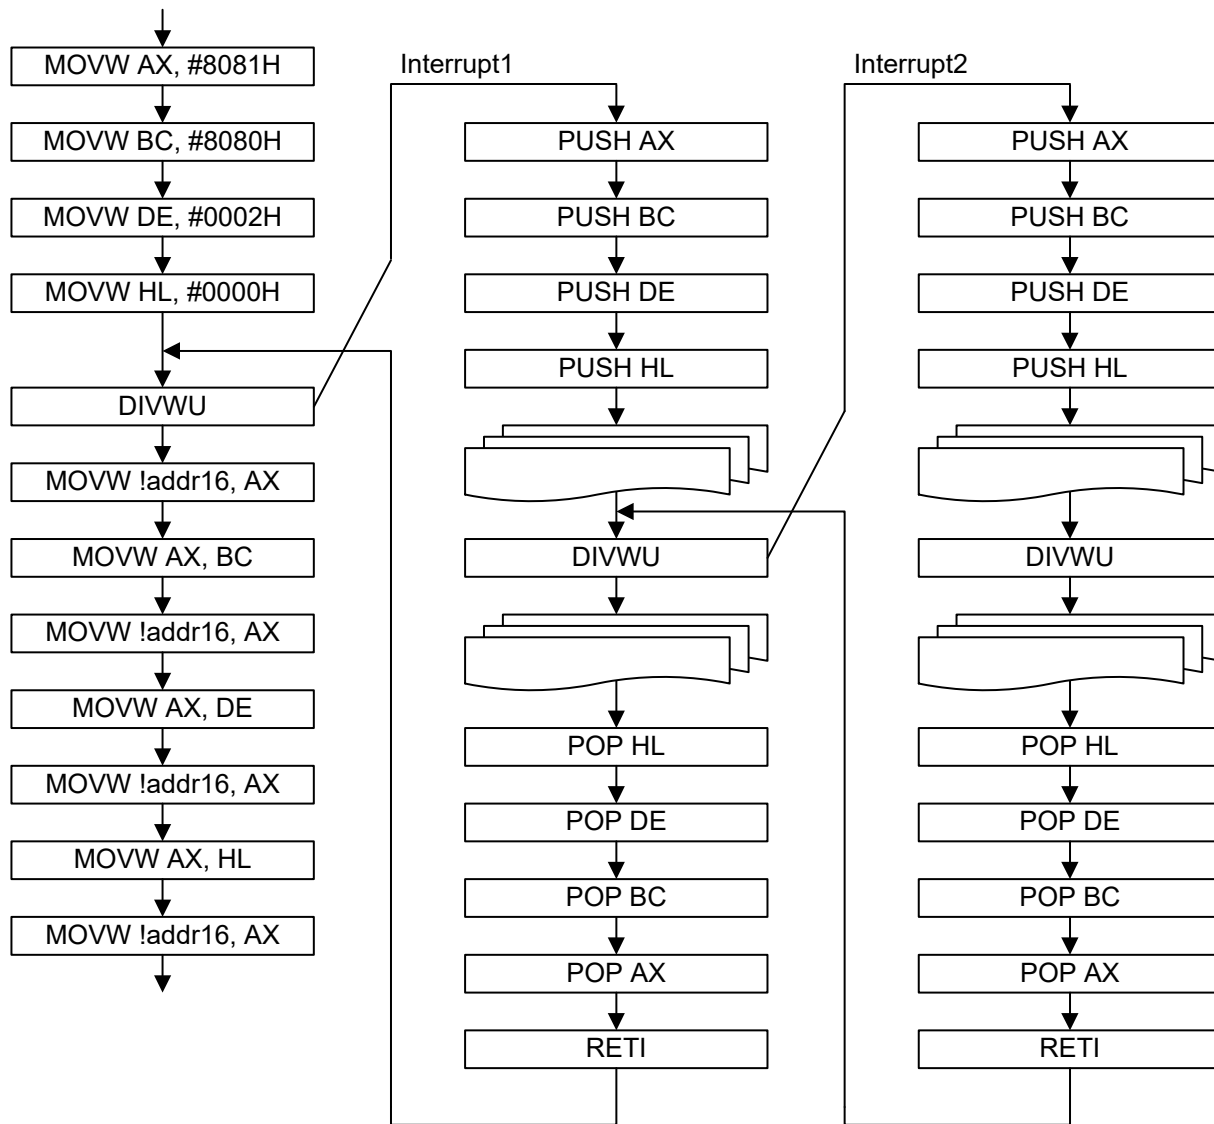 MOVW AX, #8081H
MOVW BC, #8080H
MOVW DE, #0002H
MOVW HL, #0000H
DIVWU
MOVW !addr16, AX
MOVW AX, BC
MOVW !addr16, AX
MOVW AX, DE
MOVW !addr16, AX
MOVW AX, HL
MOVW !addr16, AX
Interrupt1
PUSH AX
PUSH BC
PUSH DE
PUSH HL
DIVWU
POP HL
POP DE
POP BC
POP AX
RETI
Interrupt2
PUSH AX
PUSH BC
PUSH DE
PUSH HL
DIVWU
POP HL
POP DE
POP BC
POP AX
RETI